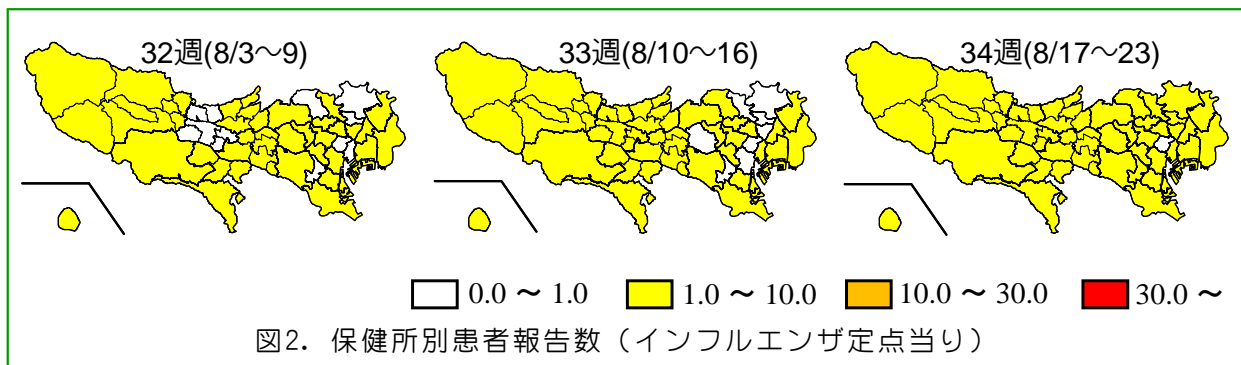 32週(8/3～9)
33週(8/10～16)
34週(8/17～23)
0.0 ～ 1.0
1.0 ～ 10.0
10.0 ～ 30.0
30.0 ～
図2. 保健所別患者報告数（インフルエンザ定点当り）